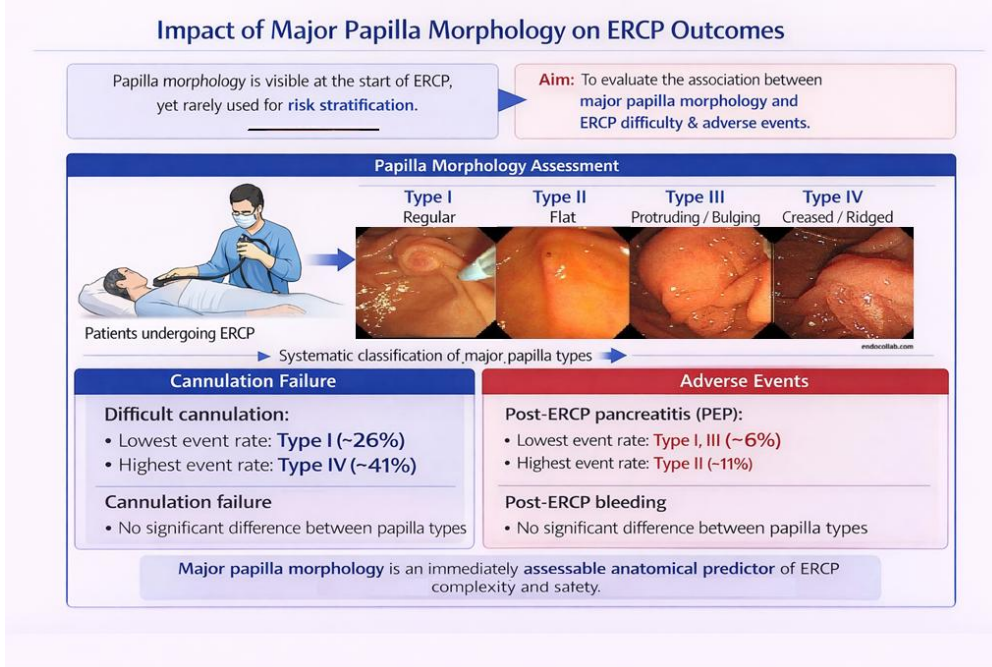 Impact of Major Papilla Morphology on ERCP Outcomes
Papilla morphology is visible at the start of ERCP,
yet rarely used for risk stratification.
Aim: To evaluate the association between
major papilla morphology and
ERCP difficulty & adverse events.
Papilla Morphology Assessment
Type I
Regular
Type II
Flat
Type III
Protruding / Bulging
Type IV
Creased / Ridged
Patients undergoing ERCP
endocollab.com
Systematic classification of major papilla types
Cannulation Failure
Difficult cannulation:
• Lowest event rate: Type I (~26%)
• Highest event rate: Type IV (~41%)
Cannulation failure
• No significant difference between papilla types
Adverse Events
Post-ERCP pancreatitis (PEP):
• Lowest event rate: Type I, III (~6%)
• Highest event rate: Type II (~11%)
Post-ERCP bleeding
• No significant difference between papilla types
Major papilla morphology is an immediately assessable anatomical predictor of ERCP
complexity and safety.